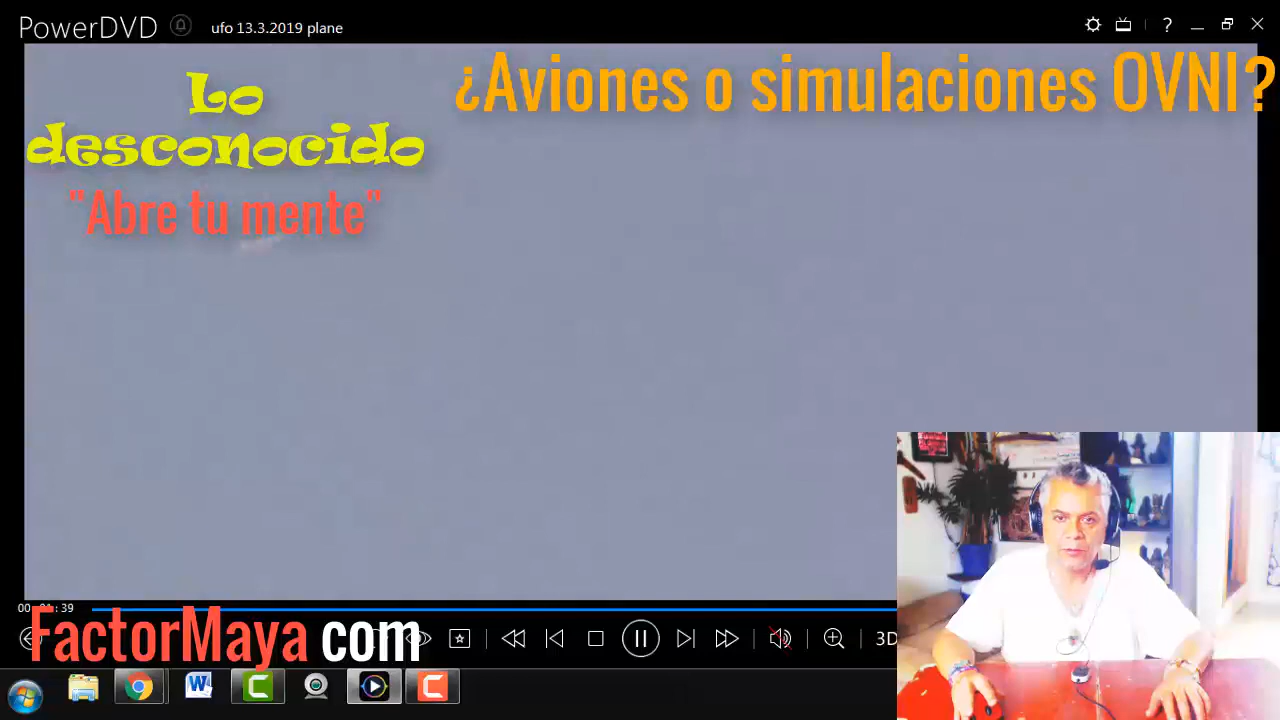 PowerDVD
ufo 13.3.2019 plane
?
¿Aviones o simulaciones OVNI?
Lo
desconocido
"Abre tu mente"
FactorMaya com
3D